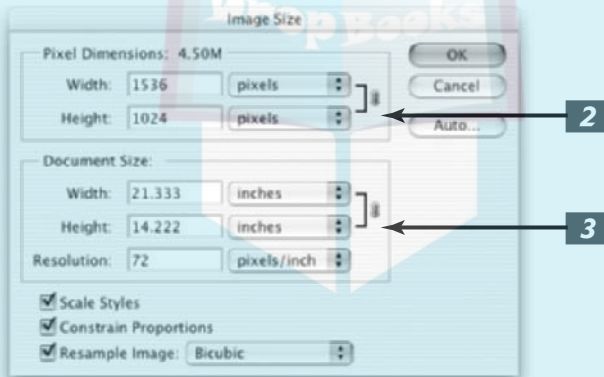 Image Size
Drop Books
Pixel Dimensions: 4.50M
OK
Width: 1536 pixels
Cancel
Height: 1024 pixels
2
Auto...
Document Size:
Width: 21.333 inches
Height: 14.222 inches
3
Resolution: 72 pixels/inch
Scale Styles
Constrain Proportions
Resample Image: Bicubic